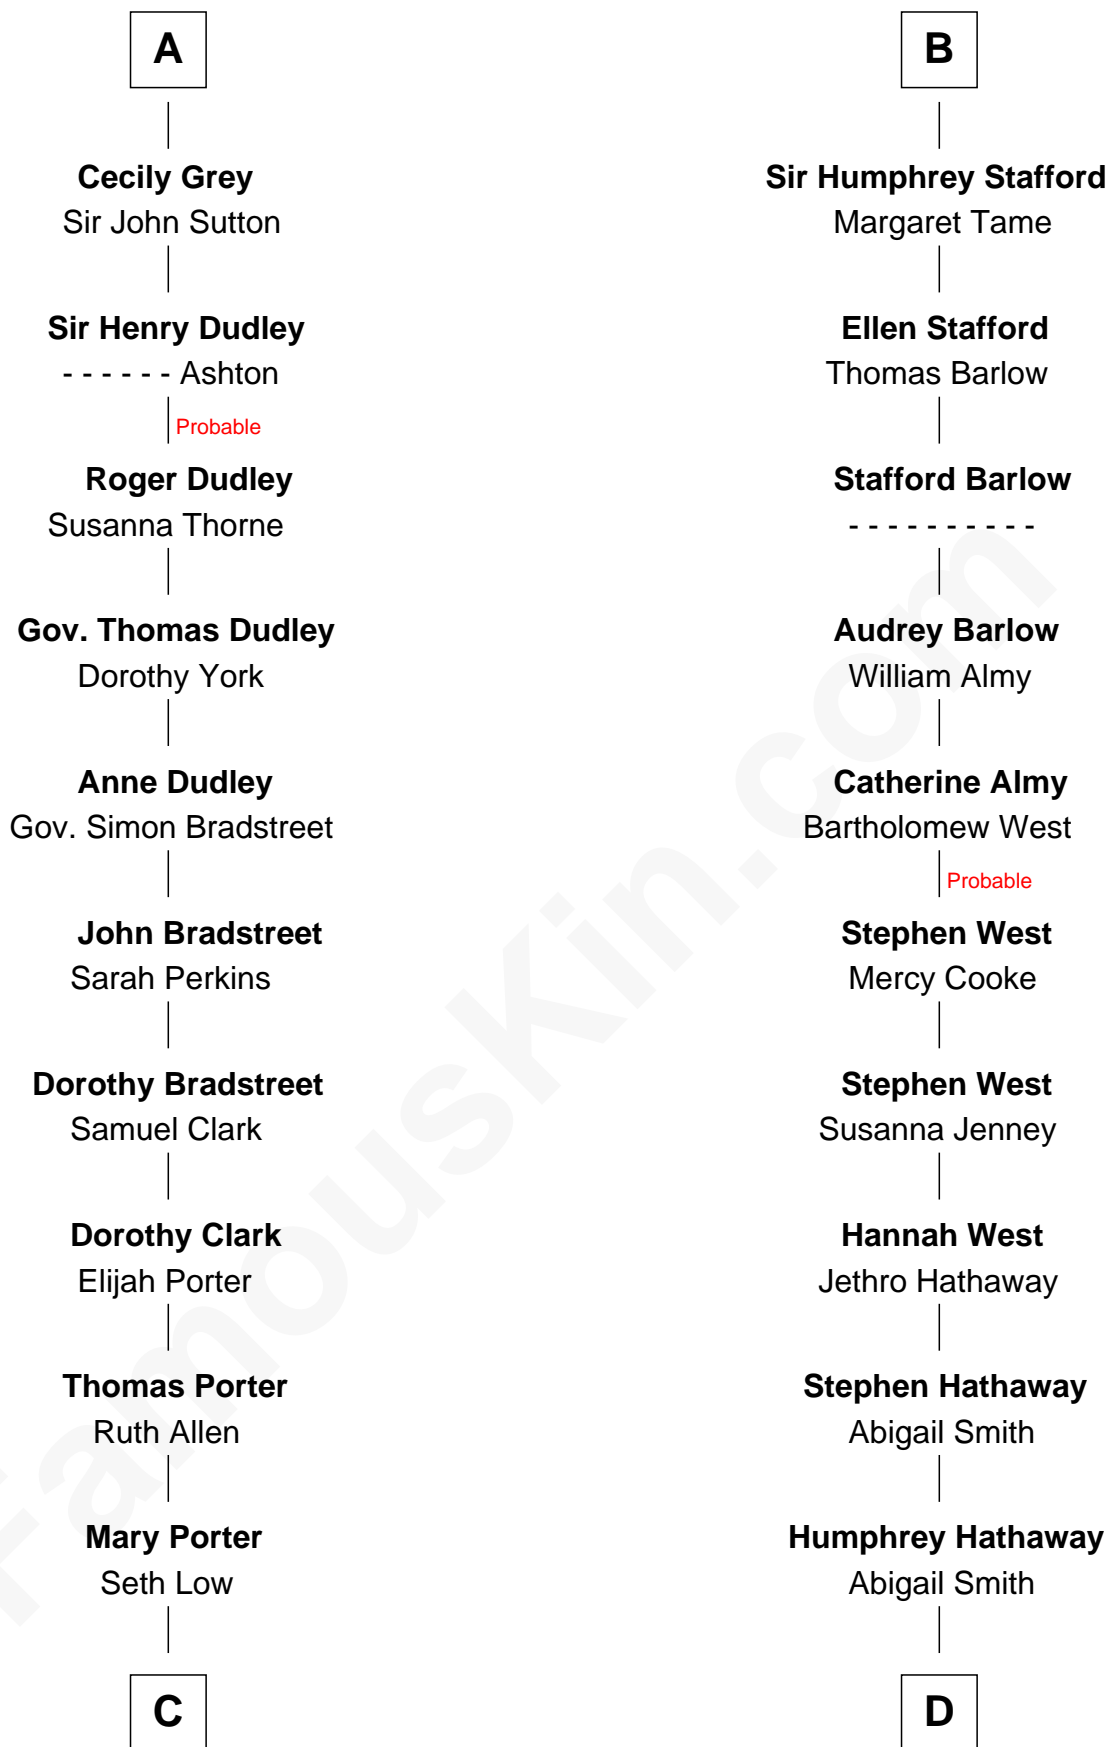 A
Cecily Grey
Sir John Sutton
Sir Henry Dudley
- - - - - - Ashton
Probable
Roger Dudley
Susanna Thorne
Gov. Thomas Dudley
Dorothy York
Anne Dudley
Gov. Simon Bradstreet
John Bradstreet
Sarah Perkins
Dorothy Bradstreet
Samuel Clark
Dorothy Clark
Elijah Porter
Thomas Porter
Ruth Allen
Mary Porter
Seth Low
C
B
Sir Humphrey Stafford
Margaret Tame
Ellen Stafford
Thomas Barlow
Stafford Barlow
- - - - - - - - - -
Audrey Barlow
William Almy
Catherine Almy
Bartholomew West
Probable
Stephen West
Mercy Cooke
Stephen West
Susanna Jenney
Hannah West
Jethro Hathaway
Stephen Hathaway
Abigail Smith
Humphrey Hathaway
Abigail Smith
D
FamousKin.com